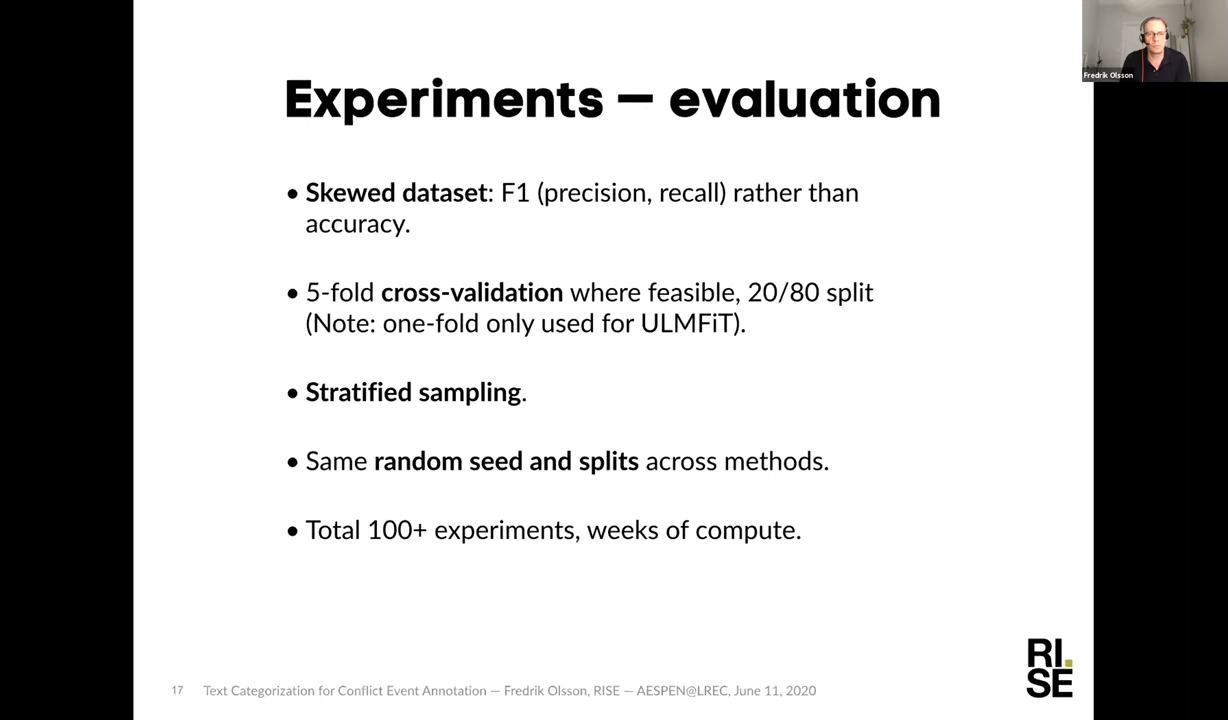 Fredrik Olsson
Experiments — evaluation
• Skewed dataset: F1 (precision, recall) rather than
accuracy.
• 5-fold cross-validation where feasible, 20/80 split
(Note: one-fold only used for ULMFiT).
• Stratified sampling.
• Same random seed and splits across methods.
• Total 100+ experiments, weeks of compute.
RI.
SE
17 Text Categorization for Conflict Event Annotation — Fredrik Olsson, RISE — AESPEN@LREC, June 11, 2020